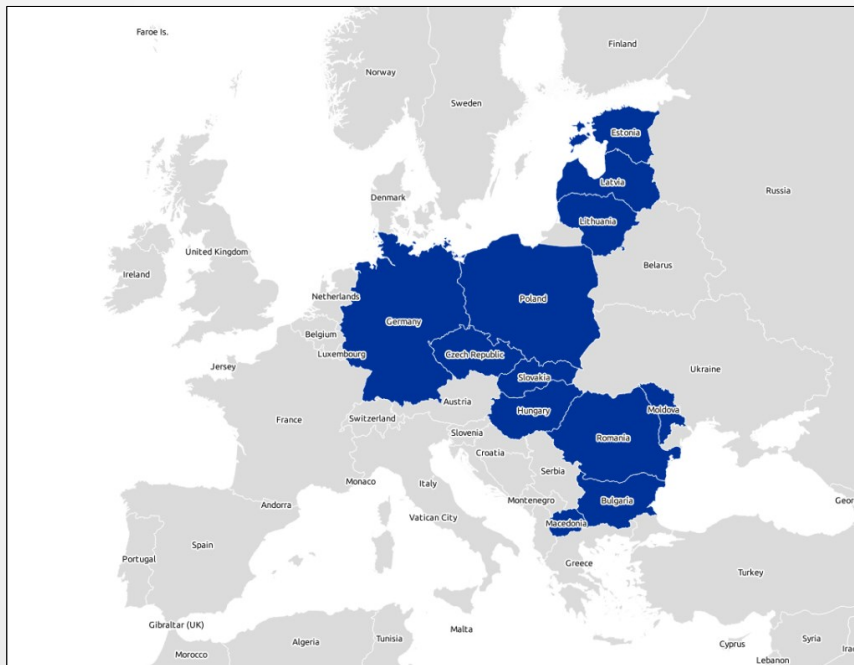 Faroe Is.
Finland
Norway
Sweden
Estonia
Russia
Latvia
Denmark
Lithuania
United Kingdom
Ireland
Belarus
Netherlands
Poland
Germany
Belgium
Czech Republic
Luxembourg
Jersey
Ukraine
Slovakia
Austria
Hungary
Moldova
France
Switzerland
Slovenia
Romania
Croatia
Serbia
Monaco
Italy
Andorra
Montenegro
Bulgaria
Geor
Vatican City
Macedonia
Portugal
Spain
Greece
Turkey
Gibraltar (UK)
Malta
Algeria
Tunisia
Cyprus
Syria
Morocco
Lebanon
Ira